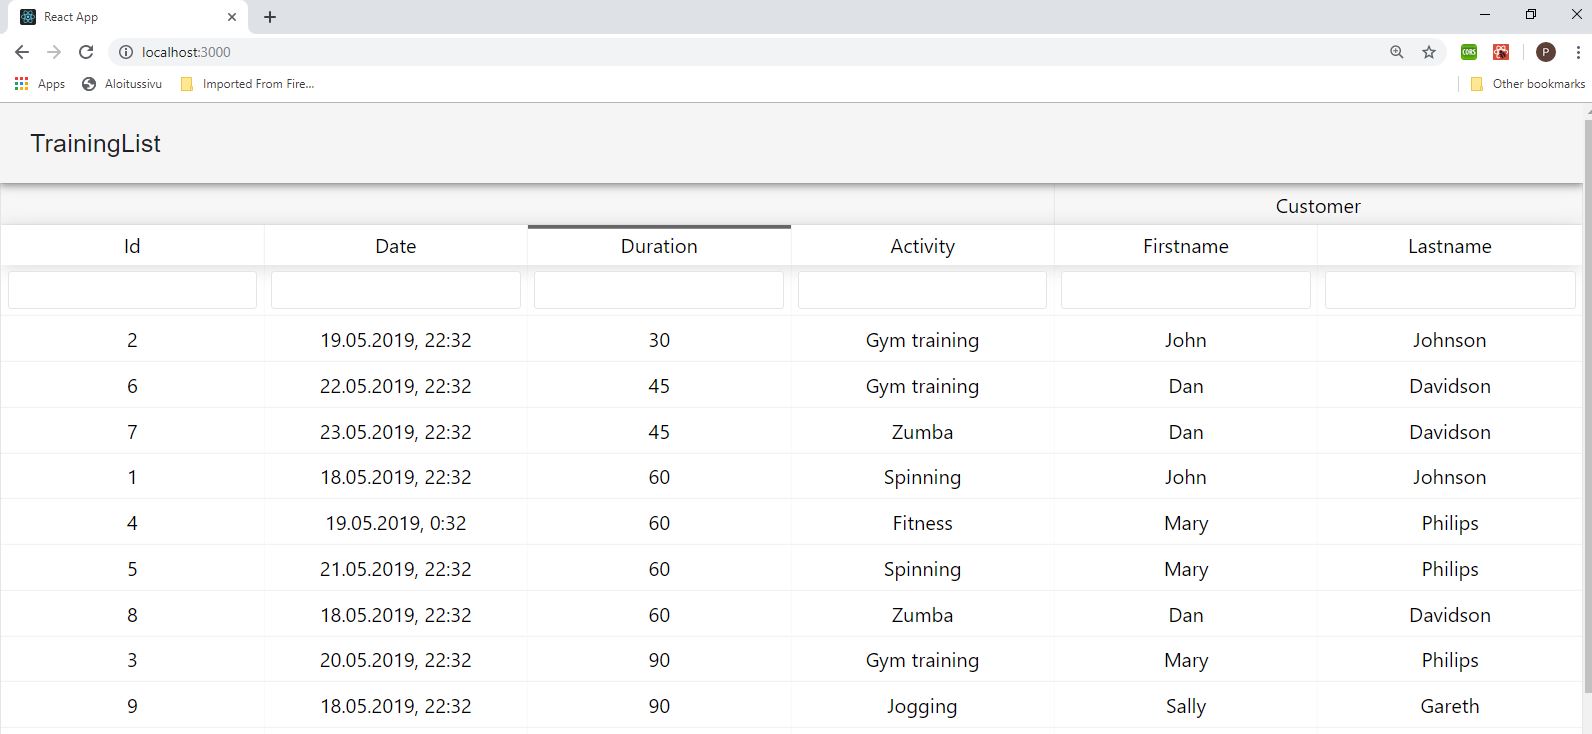 React App
localhost:3000
CORS
P
Apps Aloitussivu Imported From Fire... Other bookmarks
TrainingList
Customer
Id Date Duration Activity Firstname Lastname
2 19.05.2019, 22:32 30 Gym training John Johnson
6 22.05.2019, 22:32 45 Gym training Dan Davidson
7 23.05.2019, 22:32 45 Zumba Dan Davidson
1 18.05.2019, 22:32 60 Spinning John Johnson
4 19.05.2019, 0:32 60 Fitness Mary Philips
5 21.05.2019, 22:32 60 Spinning Mary Philips
8 18.05.2019, 22:32 60 Zumba Dan Davidson
3 20.05.2019, 22:32 90 Gym training Mary Philips
9 18.05.2019, 22:32 90 Jogging Sally Gareth